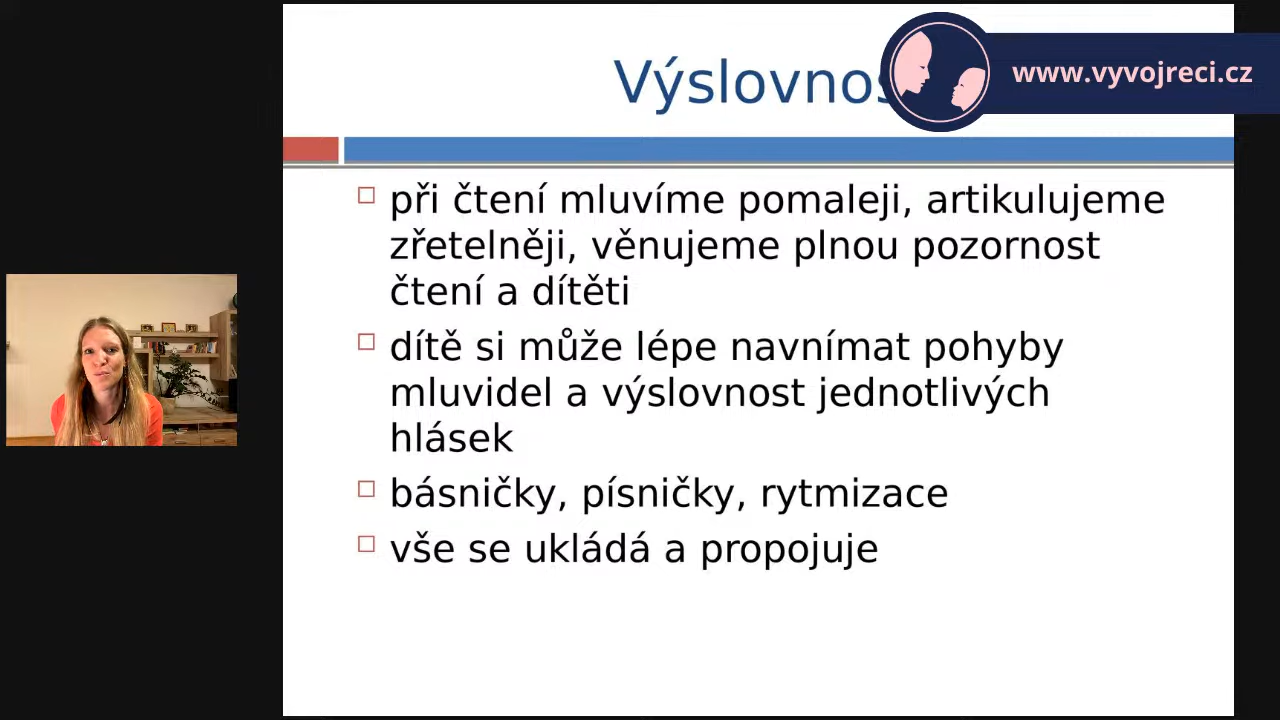 Výslovnos
www.vyvojreci.cz
při čtení mluvíme pomaleji, artikulujeme
zřetelněji, věnujeme plnou pozornost
čtení a dítěti
dítě si může lépe navnímat pohyby
mluvidel a výslovnost jednotlivých
hlásek
básničky, písničky, rytmizace
vše se ukládá a propojuje